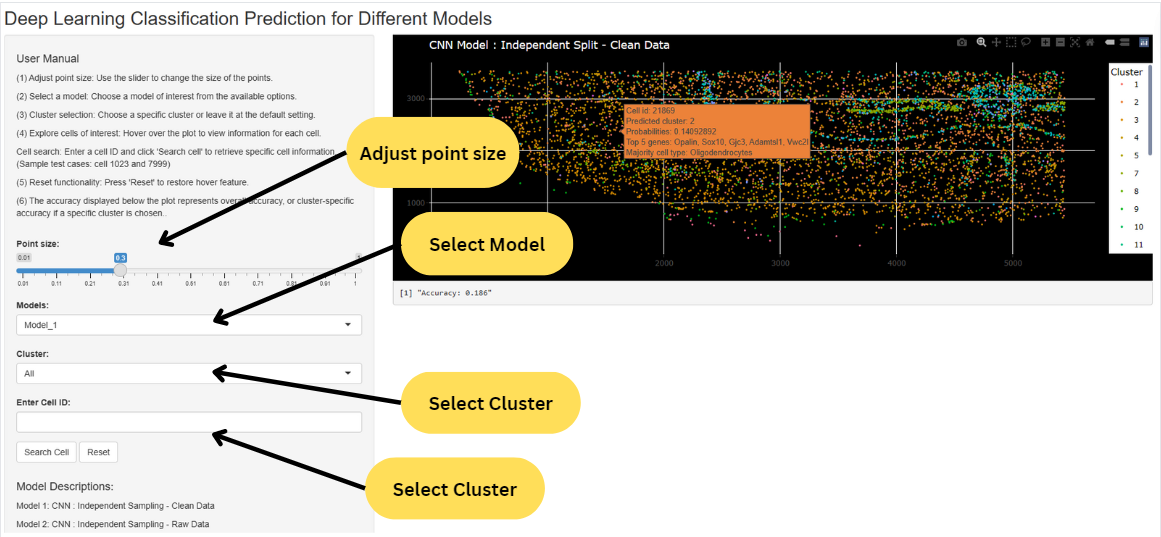 Deep Learning Classification Prediction for Different Models
User Manual
(1) Adjust point size: Use the slider to change the size of the points.
(2) Select a model: Choose a model of interest from the available options.
(3) Cluster selection: Choose a specific cluster or leave it at the default setting.
(4) Explore cells of interest: Hover over the plot to view information for each cell.
Cell search: Enter a cell ID and click 'Search cell' to retrieve specific cell information.
(Sample test cases: cell 1023 and 7999)
(5) Reset functionality: Press 'Reset' to restore hover feature.
(6) The accuracy displayed below the plot represents overall accuracy, or cluster-specific
accuracy if a specific cluster is chosen..
Point size:
0.01
0.3
0.01 0.11 0.21 0.31 0.41 0.51 0.61 0.71 0.81 0.91 1
Models:
Model_1
Cluster:
All
Enter Cell ID:
Search Cell
Reset
Model Descriptions:
Model 1: CNN : Independent Sampling - Clean Data
Model 2: CNN : Independent Sampling - Raw Data
Adjust point size
Select Model
Select Cluster
Select Cluster
CNN Model : Independent Split - Clean Data
3000
1000
2000 3000 4000 5000
Cell id: 21869
Predicted cluster: 2
Probabilities: 0.14092892
Top 5 genes: Opalin, Sox10, Gjc3, Adamtsl1, Vwc2l
Majority cell type: Oligodendrocytes
Cluster
1
2
3
4
5
7
8
9
10
11
[1] "Accuracy: 0.186"